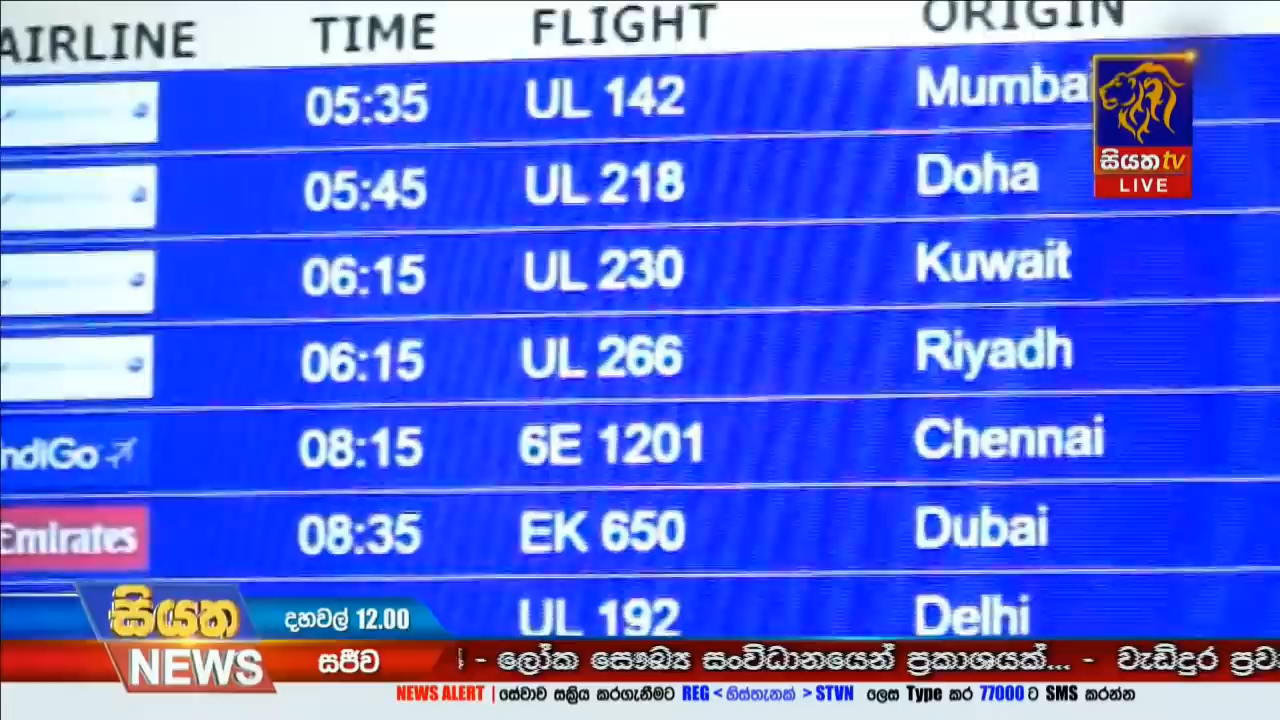 AIRLINE TIME FLIGHT ORIGIN
05:35 UL 142 Mumbai
05:45 UL 218 Doha
06:15 UL 230 Kuwait
06:15 UL 266 Riyadh
IndiGo 08:15 6E 1201 Chennai
Emirates 08:35 EK 650 Dubai
UL 192 Delhi
සියත tv
LIVE
සියත දහවල් 12.00
NEWS සජීව - ලෝක සෞඛ්‍ය සංවිධානයෙන් ප්‍රකාශයක්... - වැඩිදුර
NEWS ALERT | සේවාව සක්‍රිය කරගැනීමට REG < හිස්තැනක් > STVN ලෙස Type කර 77000 ට SMS කරන්න